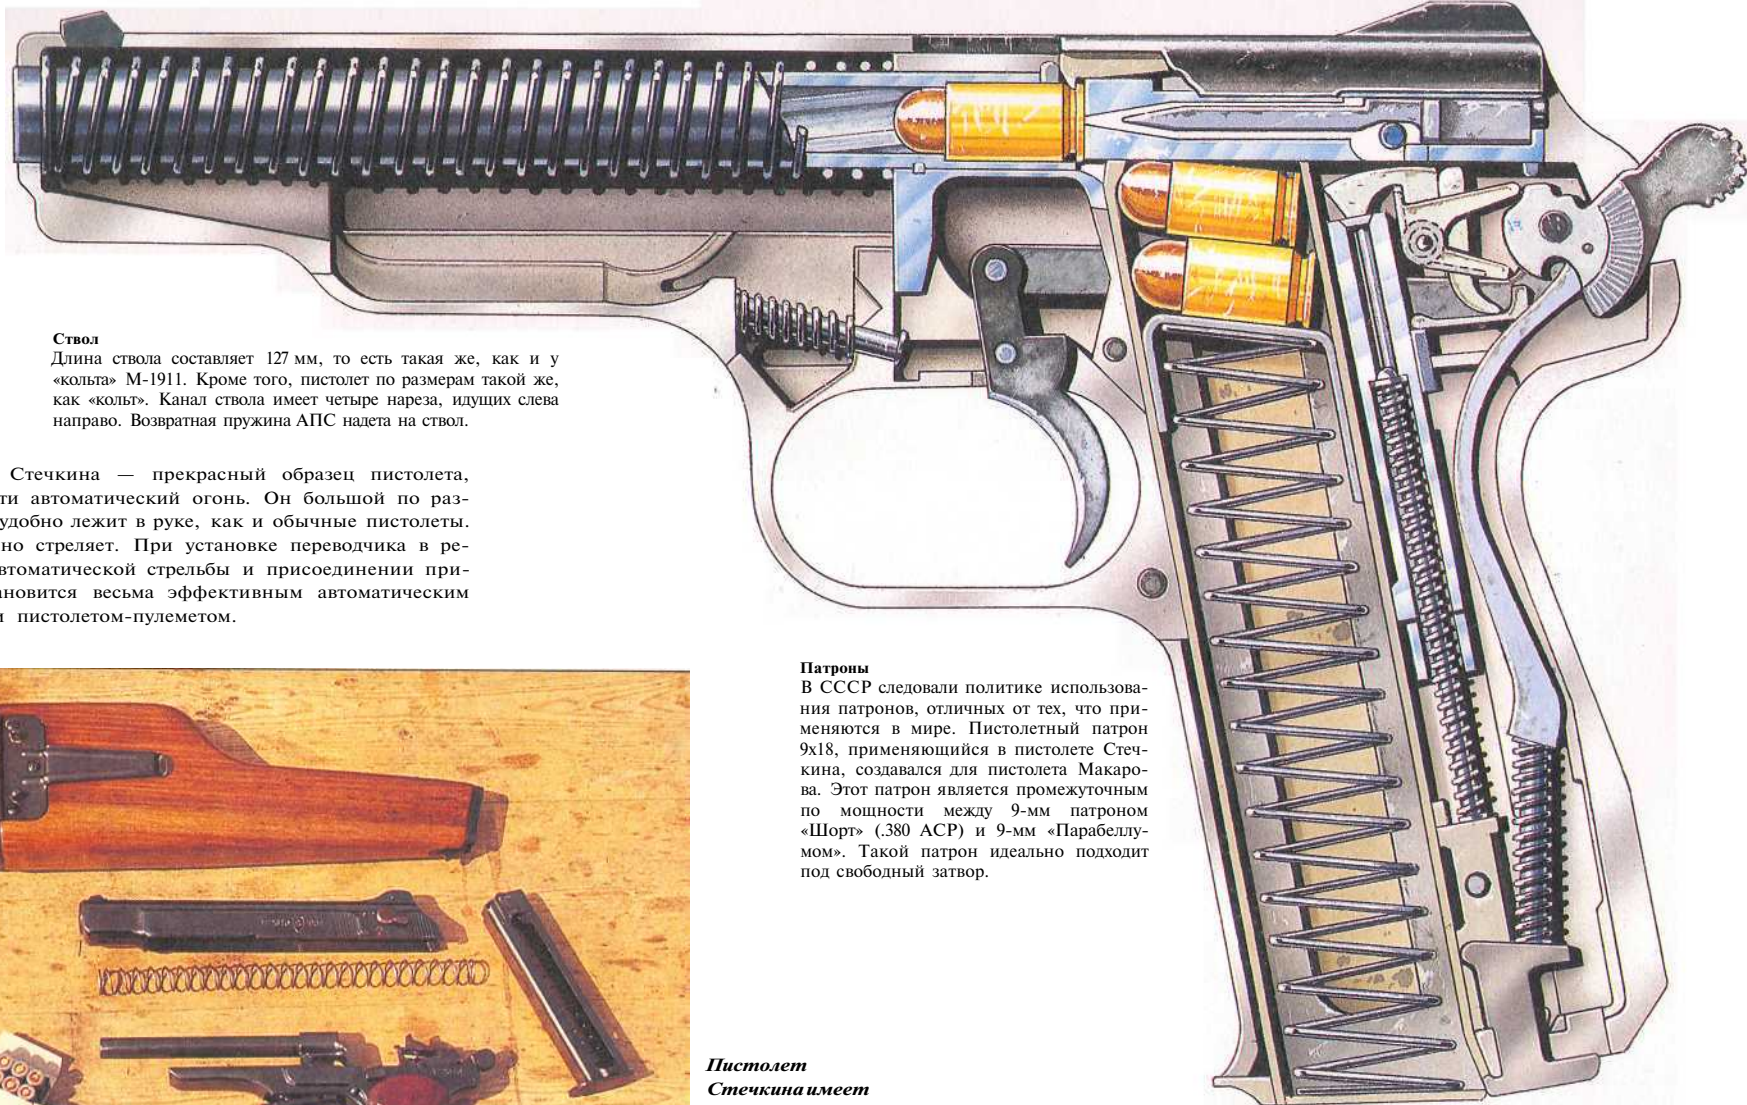 Ствол
Длина ствола составляет 127 мм, то есть такая же, как и у
«кольта» М-1911. Кроме того, пистолет по размерам такой же,
как «кольт». Канал ствола имеет четыре нареза, идущих слева
направо. Возвратная пружина АПС надета на ствол.
Стечкина — прекрасный образец пистолета,
ти автоматический огонь. Он большой по раз-
удобно лежит в руке, как и обычные пистолеты.
но стреляет. При установке переводчика в ре-
втоматической стрельбы и присоединении при-
ановится весьма эффективным автоматическим
и пистолетом-пулеметом.
Патроны
В СССР следовали политике использова-
ния патронов, отличных от тех, что при-
меняются в мире. Пистолетный патрон
9х18, применяющийся в пистолете Стеч-
кина, создавался для пистолета Макаро-
ва. Этот патрон является промежуточным
по мощности между 9-мм патроном
«Шорт» (.380 АСР) и 9-мм «Парабеллу-
мом». Такой патрон идеально подходит
под свободный затвор.
Пистолет
Стечкина имеет